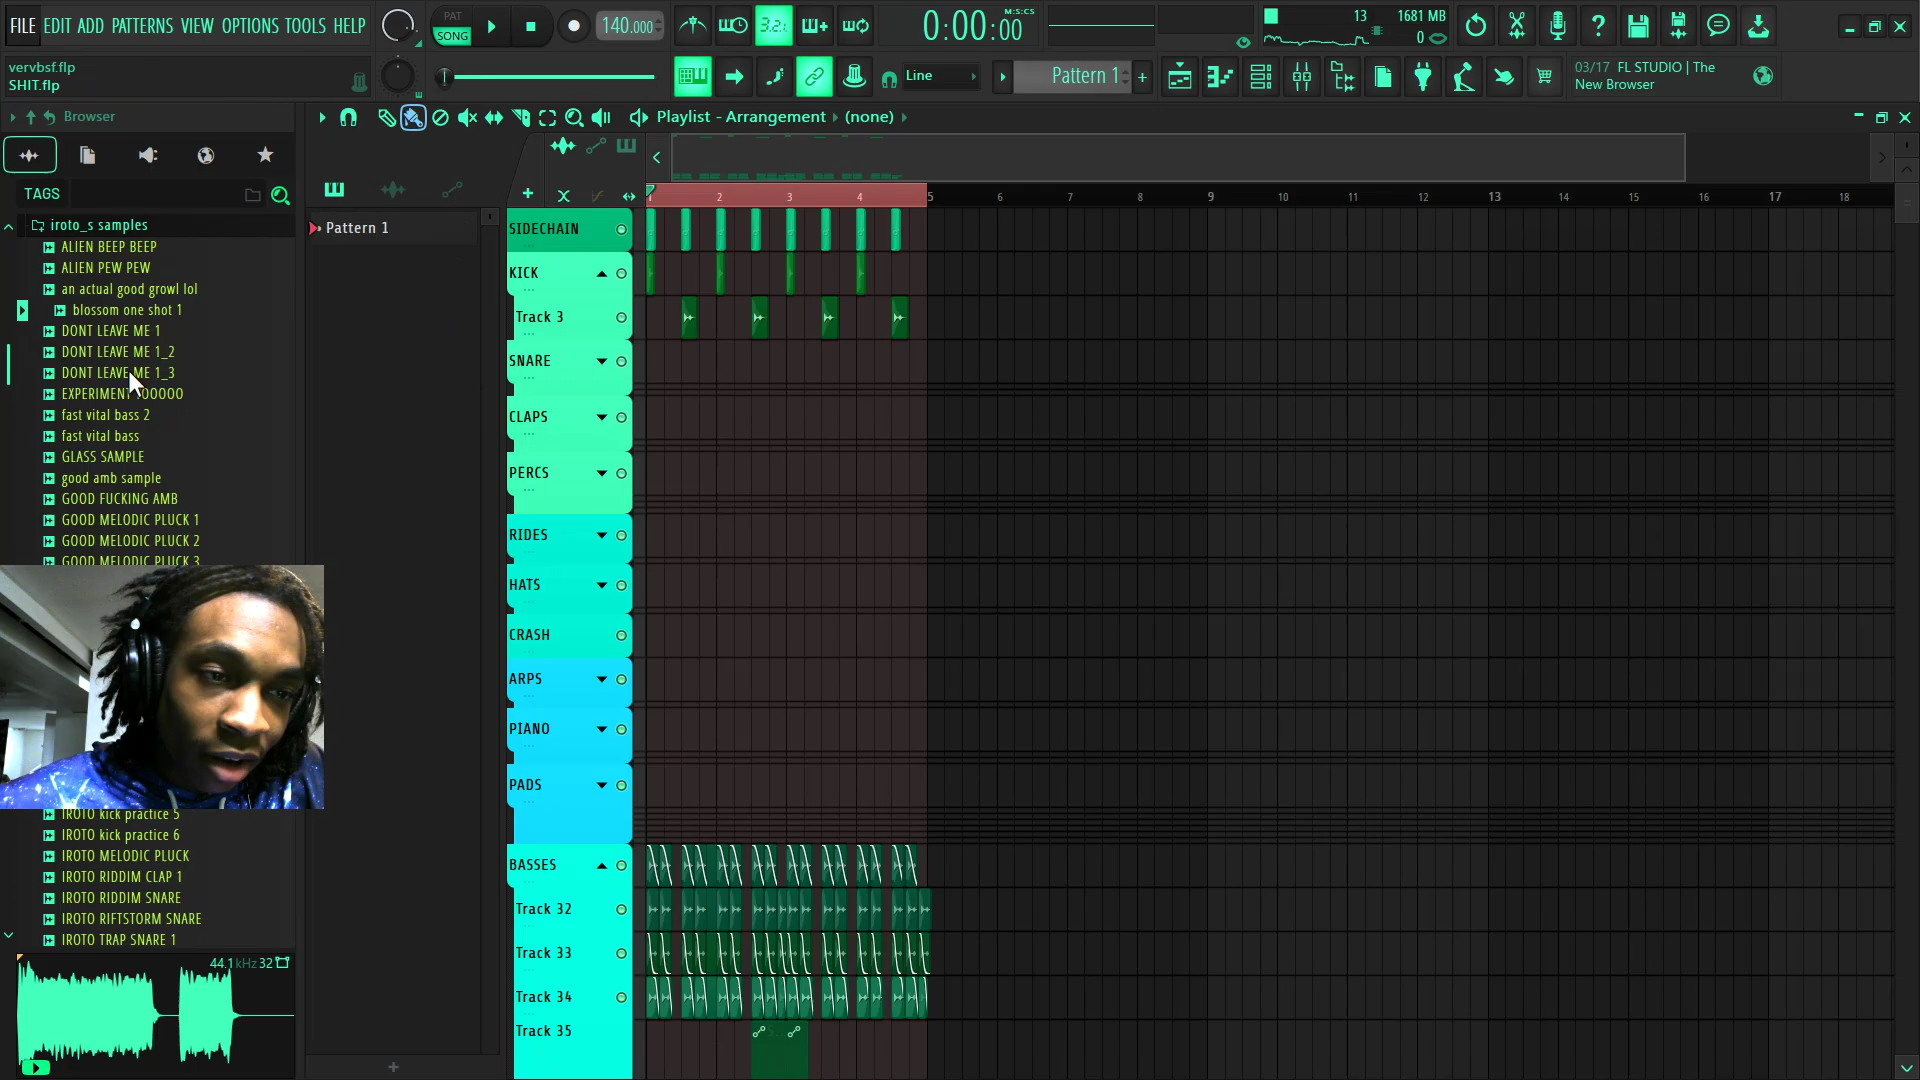 FILE EDIT ADD PATTERNS VIEW OPTIONS TOOLS HELP
PAT
SONG
140.000
3.2.
0:00:00
M:S:CS
13
1681 MB
0
vervbsf.flp
SHIT.flp
Line
Pattern 1
03/17 FL STUDIO | The
New Browser
Browser
Playlist - Arrangement (none)
TAGS
1 2 3 4 5 6 7 8 9 10 11 12 13 14 15 16 17 18
iroto_s samples
ALIEN BEEP BEEP
ALIEN PEW PEW
an actual good growl lol
blossom one shot 1
DONT LEAVE ME 1
DONT LEAVE ME 1_2
DONT LEAVE ME 1_3
EXPERIMENT
fast vital bass 2
fast vital bass
GLASS SAMPLE
good amb sample
GOOD FUCKING AMB
GOOD MELODIC PLUCK 1
GOOD MELODIC PLUCK 2
GOOD MELODIC PLUCK 3
IROTO kick practice 5
IROTO kick practice 6
IROTO MELODIC PLUCK
IROTO RIDDIM CLAP 1
IROTO RIDDIM SNARE
IROTO RIFTSTORM SNARE
IROTO TRAP SNARE 1
44.1kHz 32
Pattern 1
SIDECHAIN
KICK
Track 3
SNARE
CLAPS
PERCS
RIDES
HATS
CRASH
ARPS
PIANO
PADS
BASSES
Track 32
Track 33
Track 34
Track 35